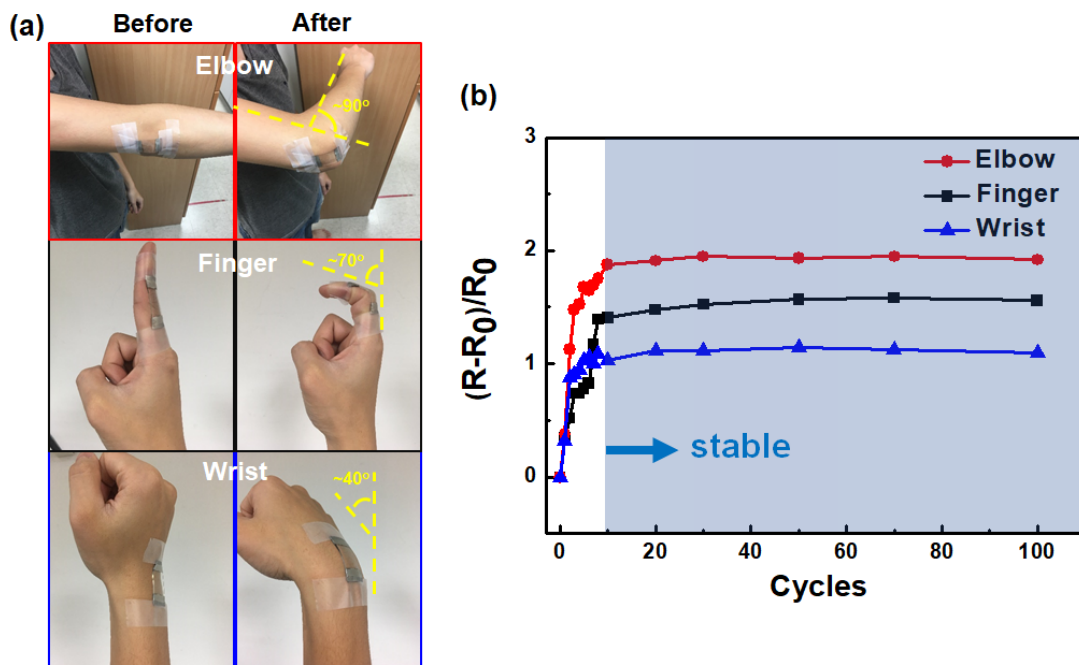 (a)
Before
After
Elbow
~90°
Finger
~70°
Wrist
~40°
(b)
3
2
1
0
(R-R0)/R0
Elbow
Finger
Wrist
stable
0 20 40 60 80 100
Cycles